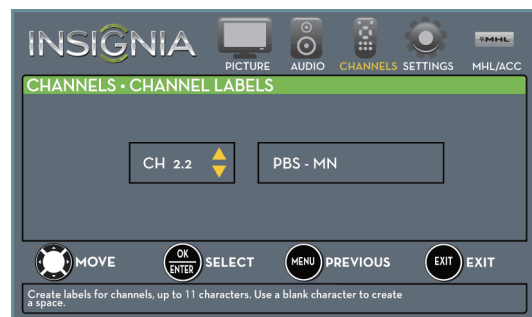 INSIGNIA
PICTURE AUDIO CHANNELS SETTINGS MHL/ACC
MHL
CHANNELS • CHANNEL LABELS
CH 2.2 PBS - MN
MOVE OK ENTER SELECT MENU PREVIOUS EXIT EXIT
Create labels for channels, up to 11 characters. Use a blank character to create
a space.